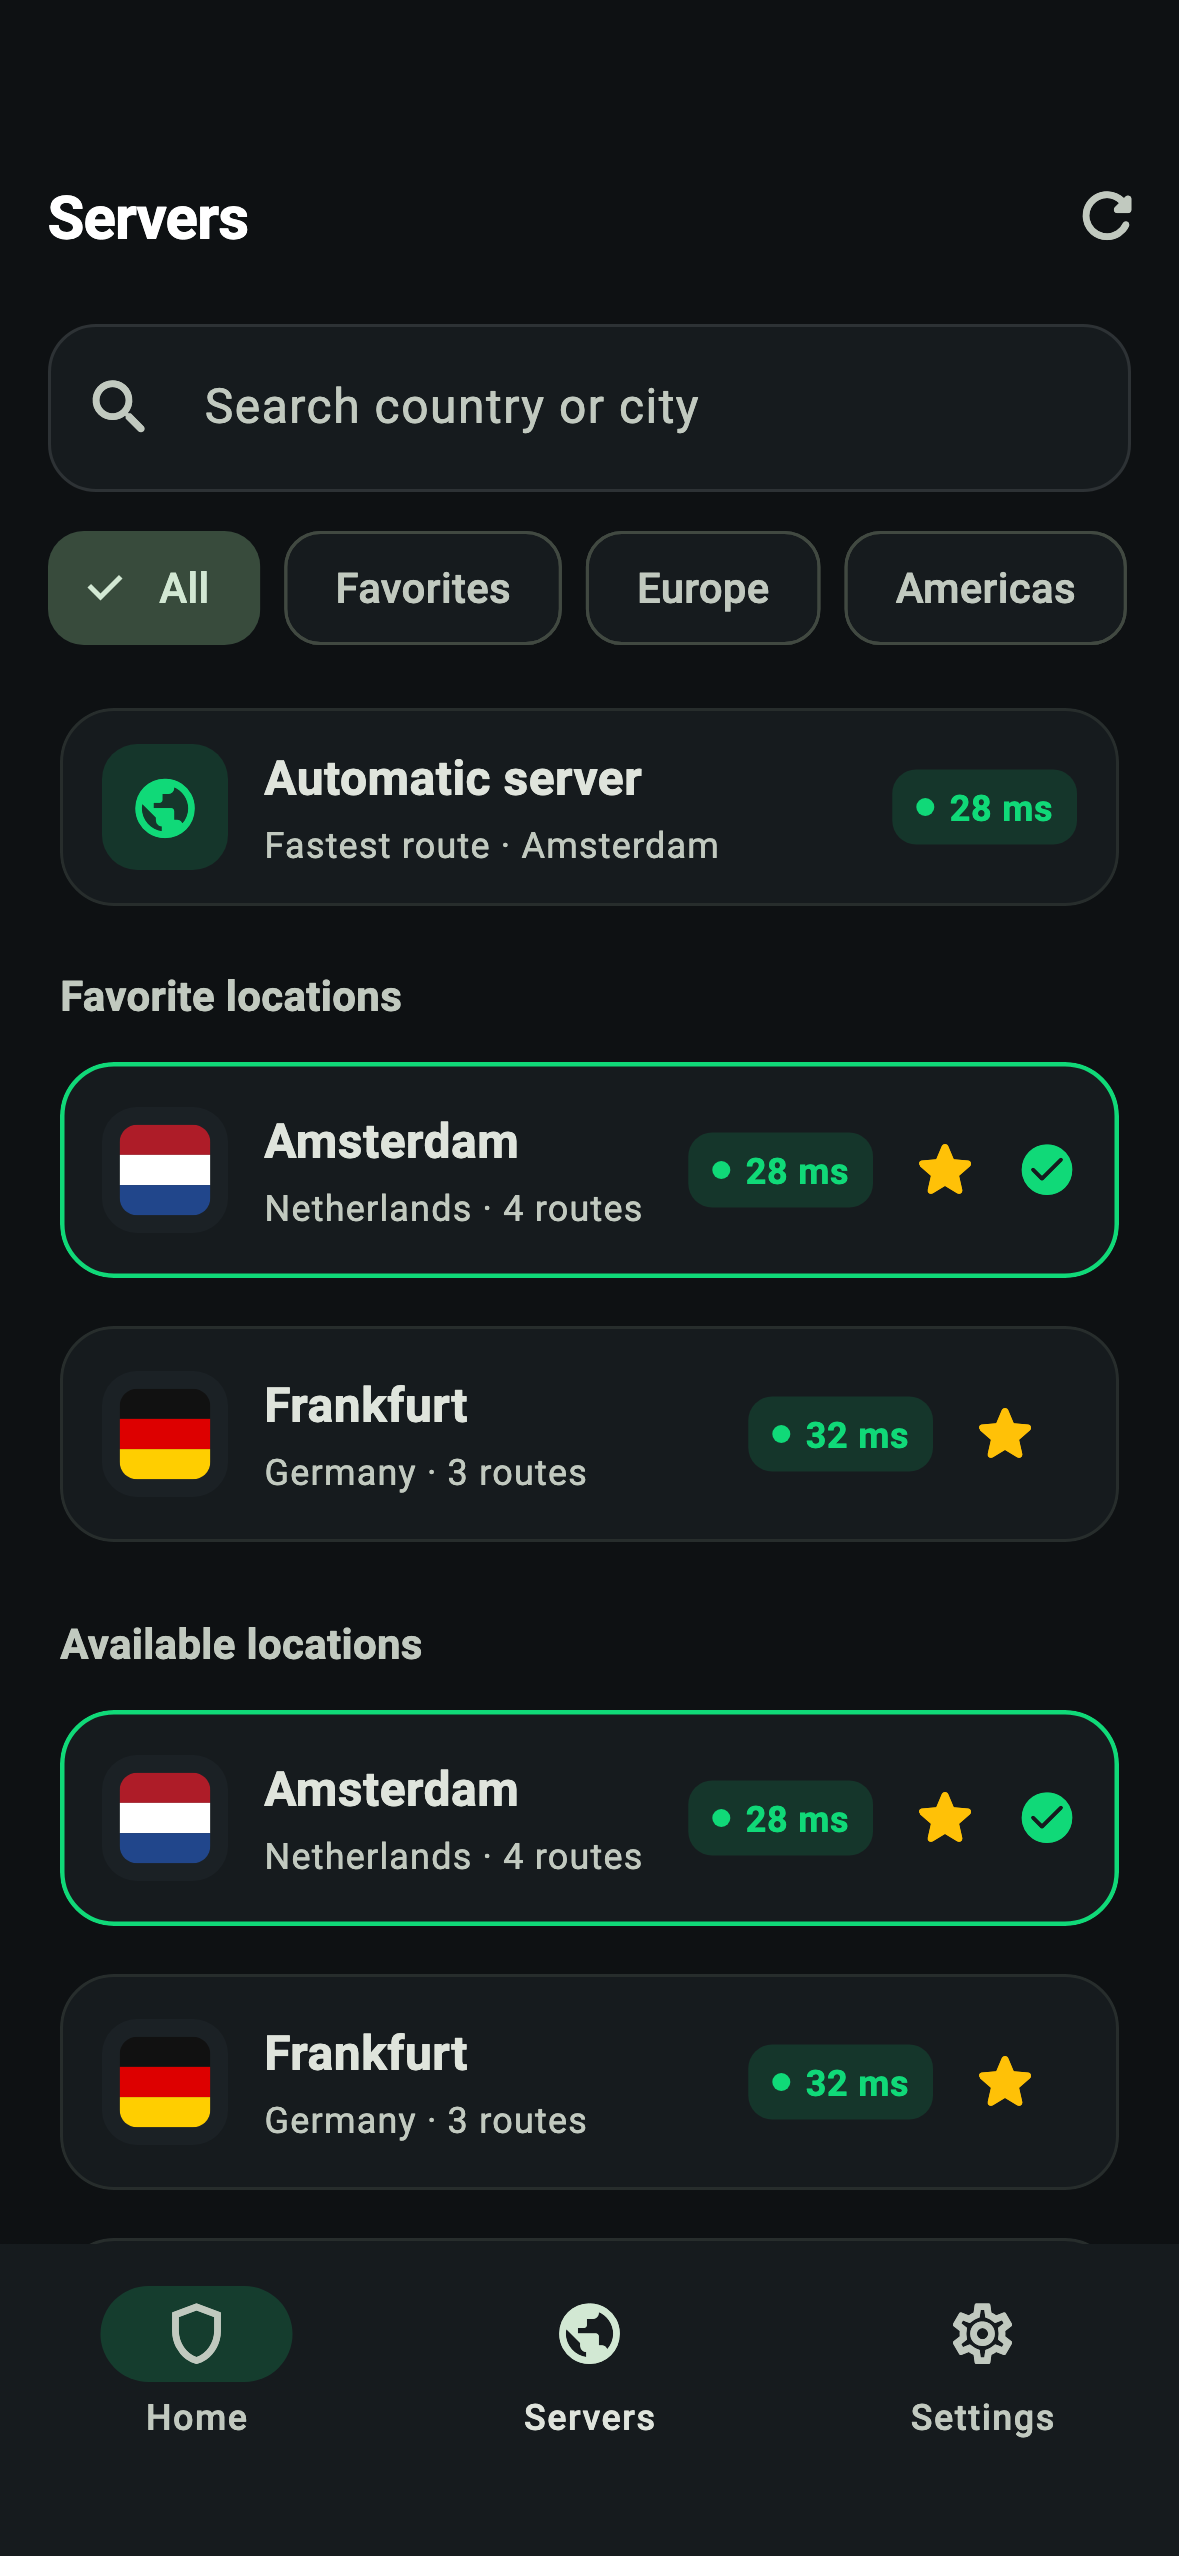 Servers
Search country or city
All
Favorites
Europe
Americas
Automatic server
Fastest route · Amsterdam
28 ms
Favorite locations
Amsterdam
Netherlands · 4 routes
28 ms
Frankfurt
Germany · 3 routes
32 ms
Available locations
Amsterdam
Netherlands · 4 routes
28 ms
Frankfurt
Germany · 3 routes
32 ms
Home
Servers
Settings